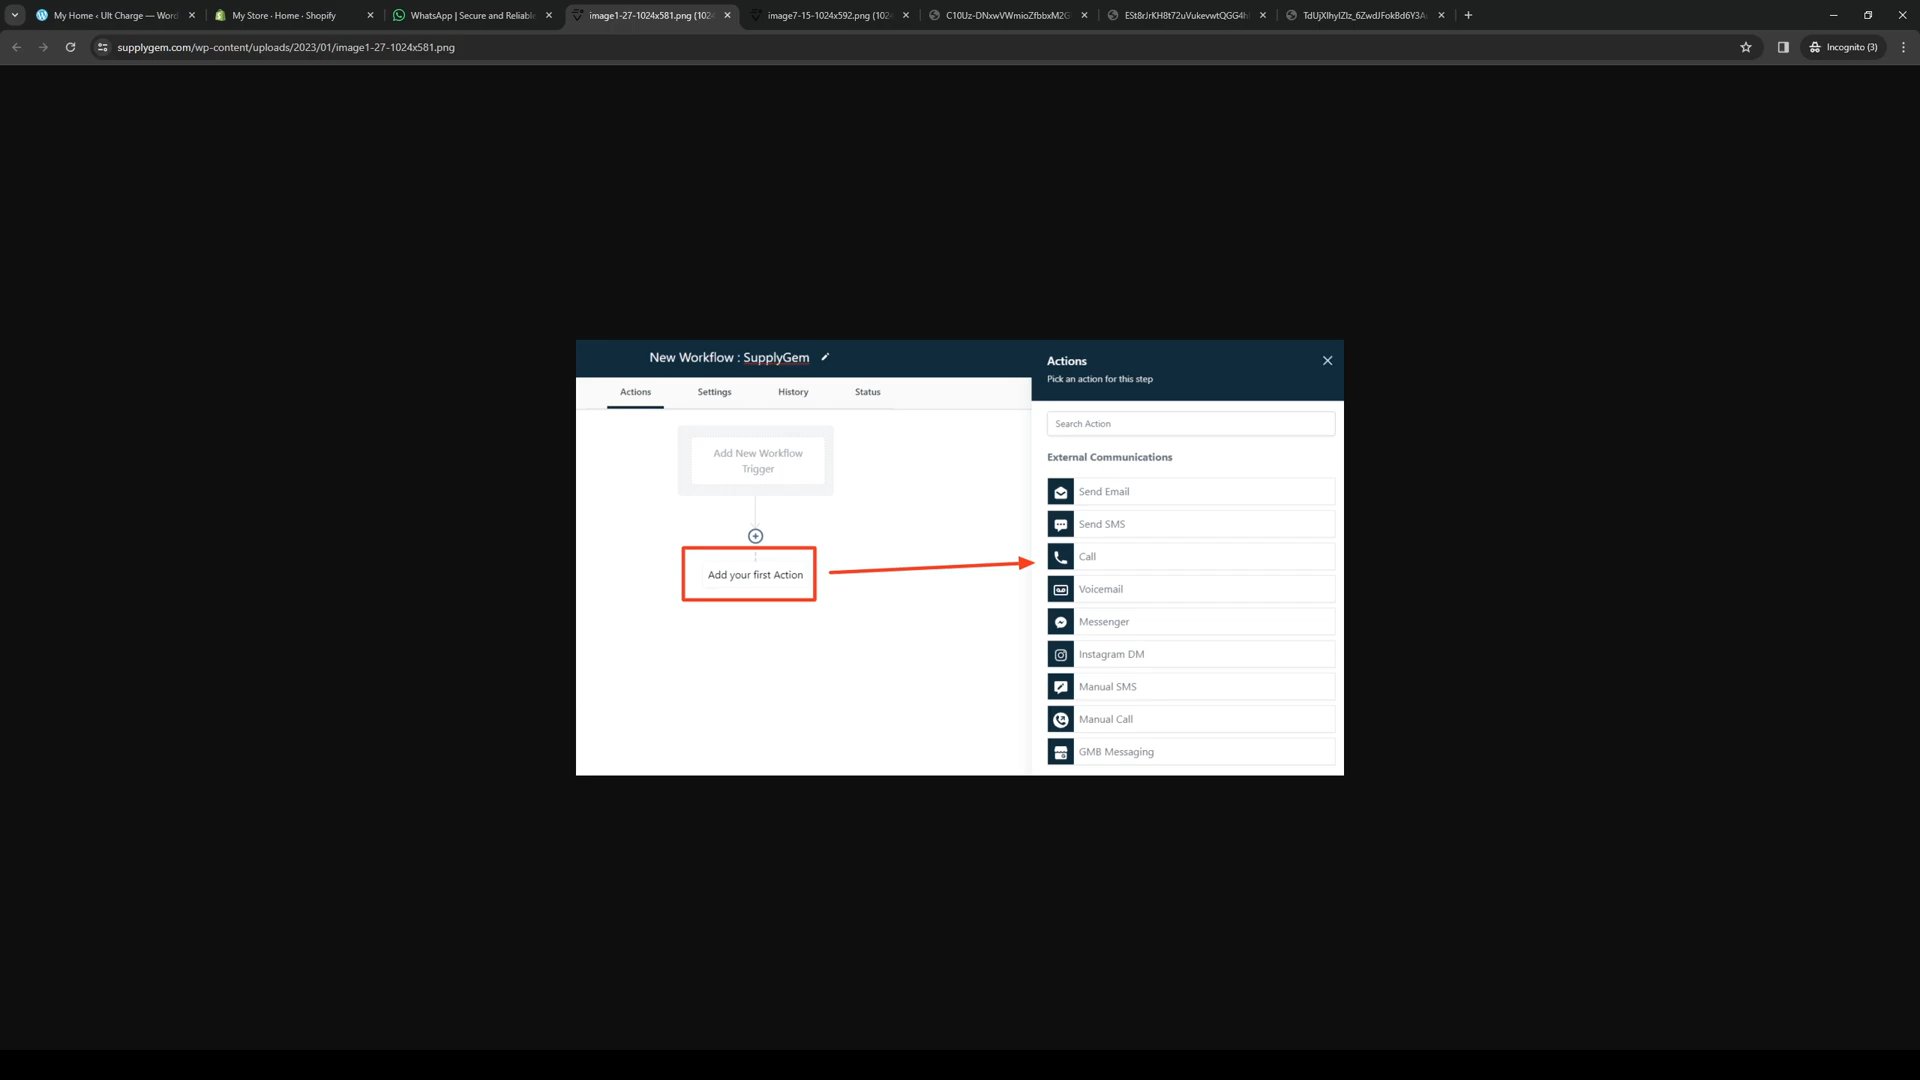 My Home ‹ Ult Charge — Word
My Store · Home · Shopify
WhatsApp | Secure and Reliable
image1-27-1024x581.png (102
image7-15-1024x592.png (102
C10Uz-DNxwVWmioZfbbxM2G
ESt8rJrKH8t72uVukevwtQGG4h
TdUjXlhylZlz_6ZwdJFokBd6Y3A
supplygem.com/wp-content/uploads/2023/01/image1-27-1024x581.png
Incognito (3)
New Workflow : SupplyGem
Actions
Settings
History
Status
Add New Workflow
Trigger
Add your first Action
Actions
Pick an action for this step
Search Action
External Communications
Send Email
Send SMS
Call
Voicemail
Messenger
Instagram DM
Manual SMS
Manual Call
GMB Messaging